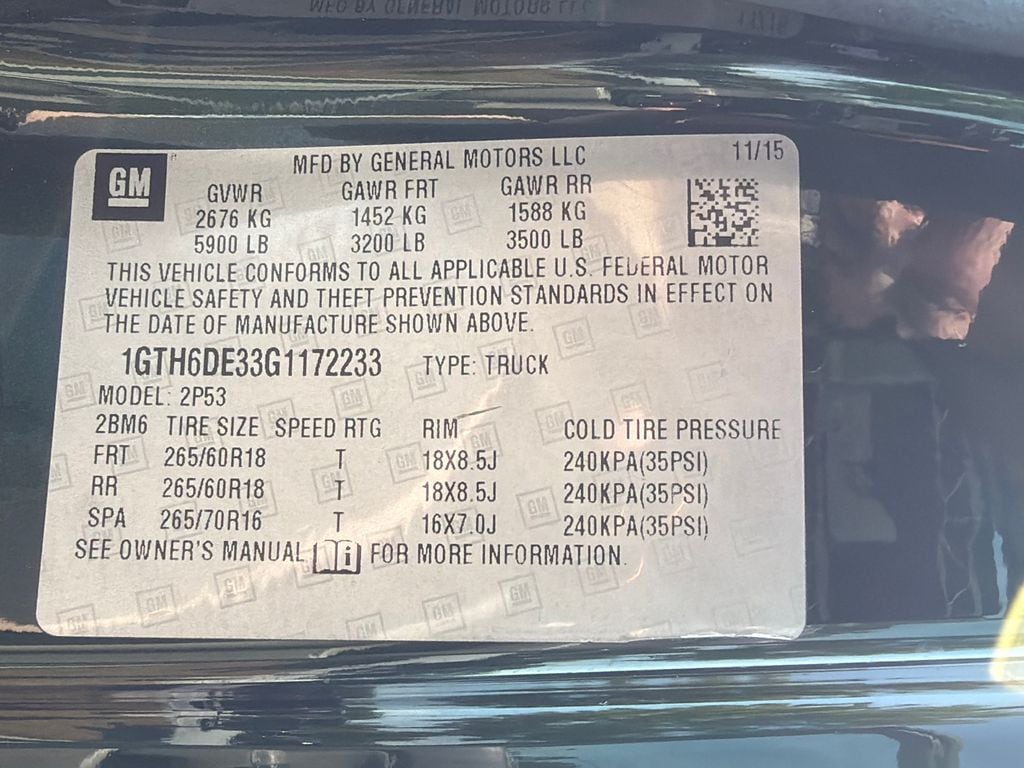 GM
MFD BY GENERAL MOTORS LLC 11/15
GVWR GAWR FRT GAWR RR
2676 KG 1452 KG 1588 KG
5900 LB 3200 LB 3500 LB
THIS VEHICLE CONFORMS TO ALL APPLICABLE U.S. FEDERAL MOTOR
VEHICLE SAFETY AND THEFT PREVENTION STANDARDS IN EFFECT ON
THE DATE OF MANUFACTURE SHOWN ABOVE.
1GTH6DE33G1172233 TYPE: TRUCK
MODEL: 2P53
2BM6 TIRE SIZE SPEED RTG RIM COLD TIRE PRESSURE
FRT 265/60R18 T 18X8.5J 240KPA(35PSI)
RR 265/60R18 T 18X8.5J 240KPA(35PSI)
SPA 265/70R16 T 16X7.0J 240KPA(35PSI)
SEE OWNER'S MANUAL FOR MORE INFORMATION.